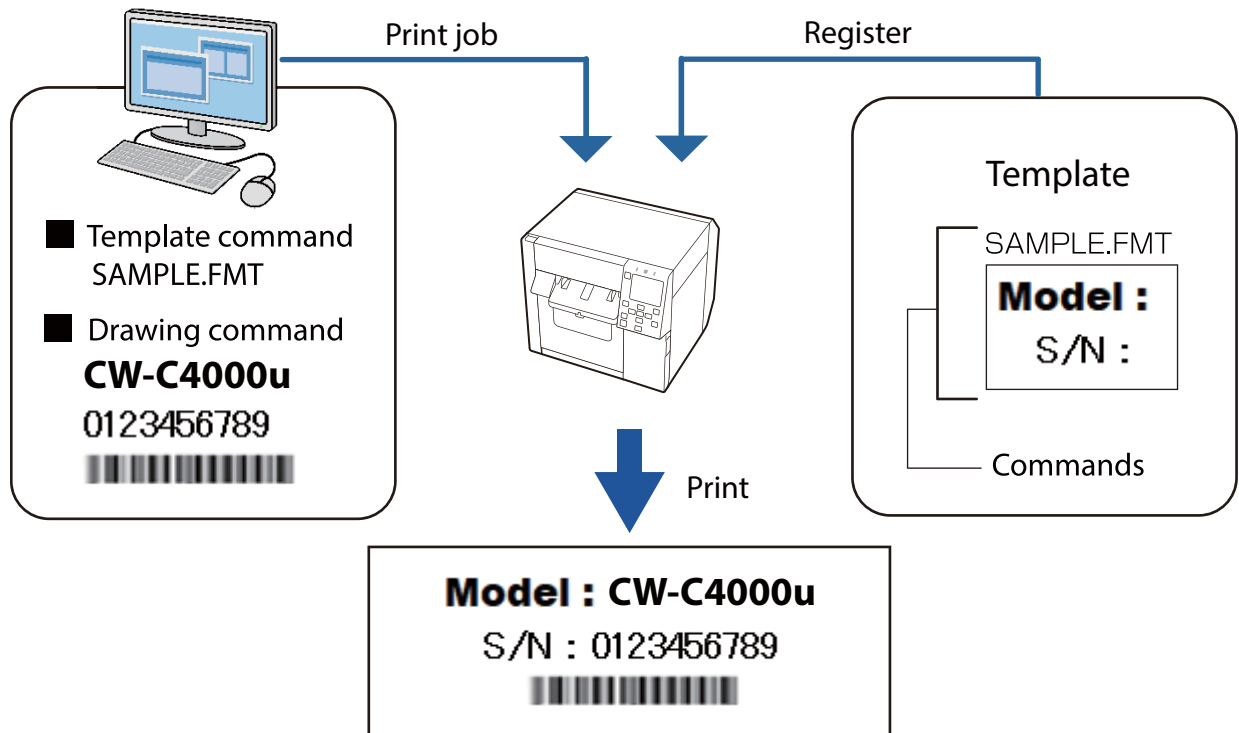 Print job
Register
Template command
SAMPLE.FMT
Drawing command
CW-C4000u
0123456789
Template
SAMPLE.FMT
Model :
S/N :
Commands
Print
Model : CW-C4000u
S/N : 0123456789